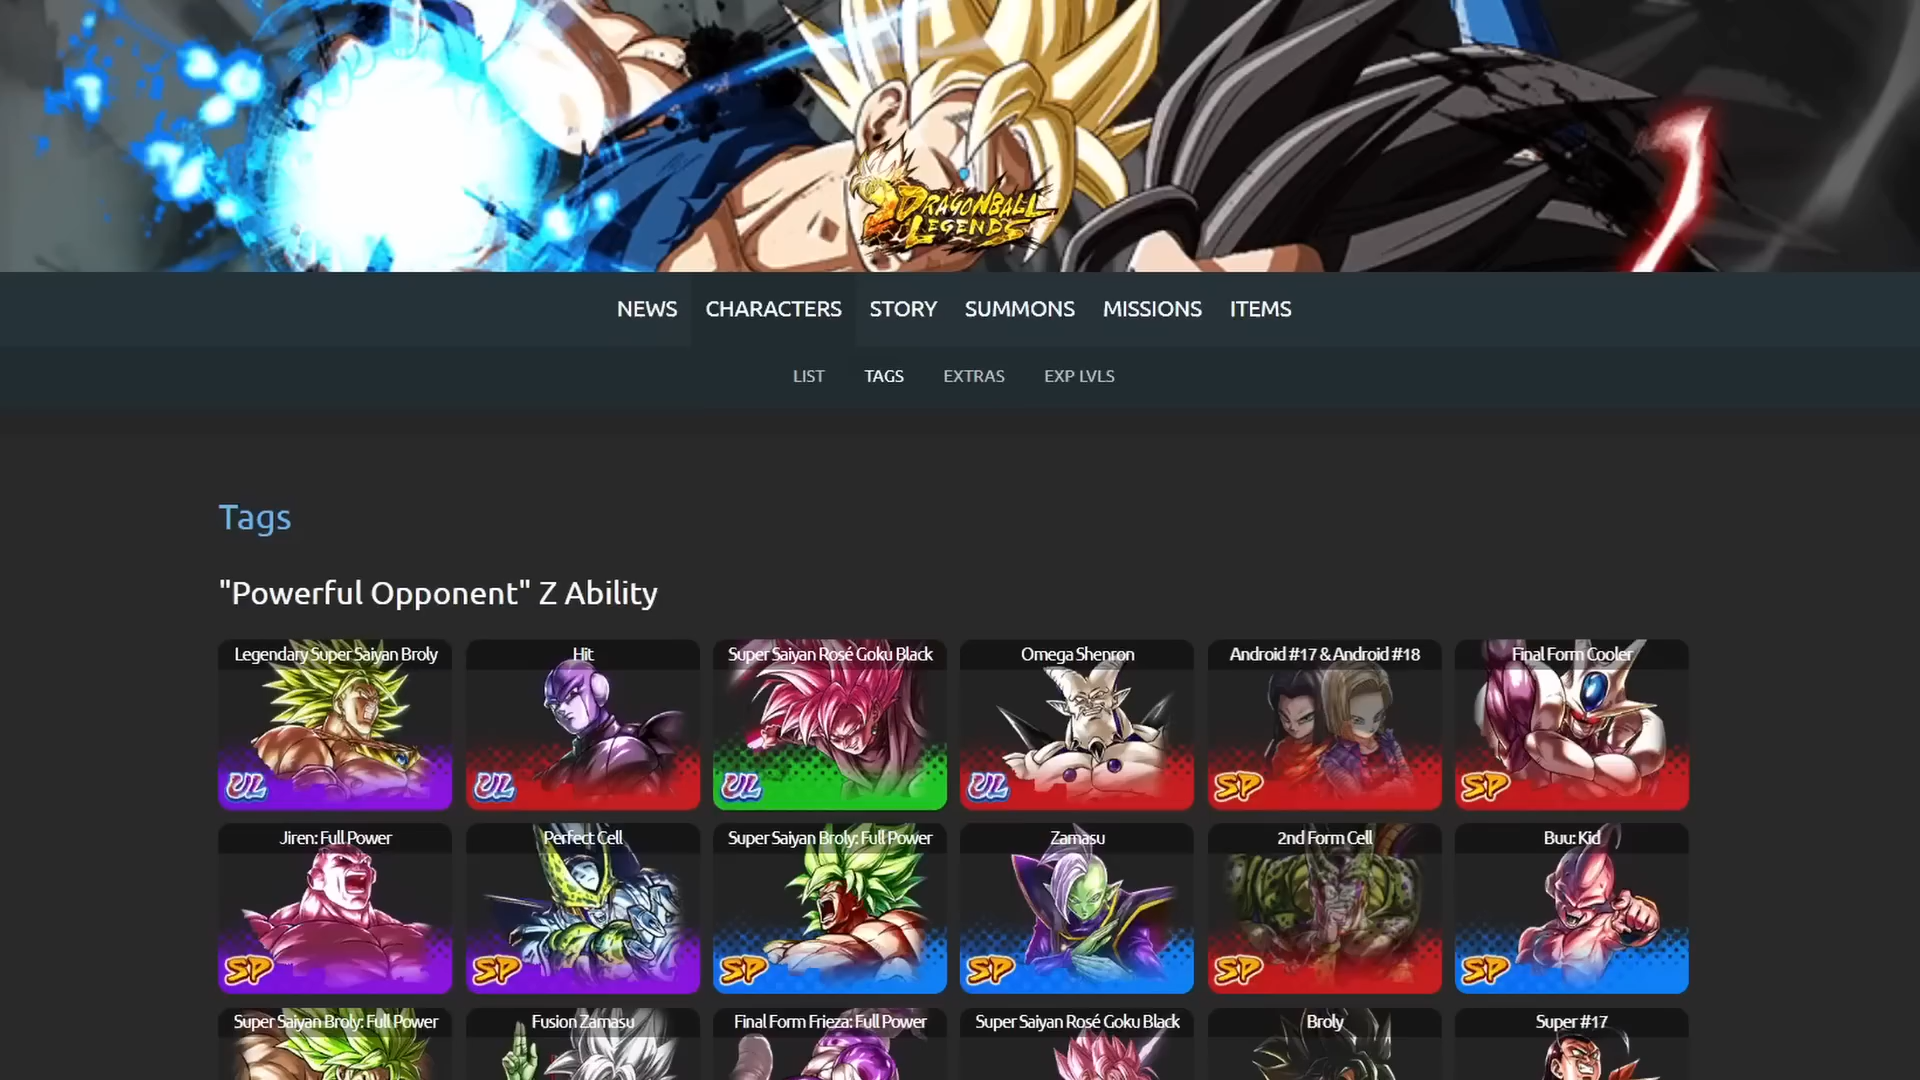 DRAGONBALL
LEGENDS
NEWS CHARACTERS STORY SUMMONS MISSIONS ITEMS
LIST TAGS EXTRAS EXP LVLS
Tags
"Powerful Opponent" Z Ability
Legendary Super Saiyan Broly Hit Super Saiyan Rosé Goku Black Omega Shenron Android #17 & Android #18 Final Form Cooler
UL UL UL UL SP SP
Jiren: Full Power Perfect Cell Super Saiyan Broly: Full Power Zamasu 2nd Form Cell Buu: Kid
SP SP SP SP SP SP
Super Saiyan Broly: Full Power Fusion Zamasu Final Form Frieza: Full Power Super Saiyan Rosé Goku Black Broly Super #17